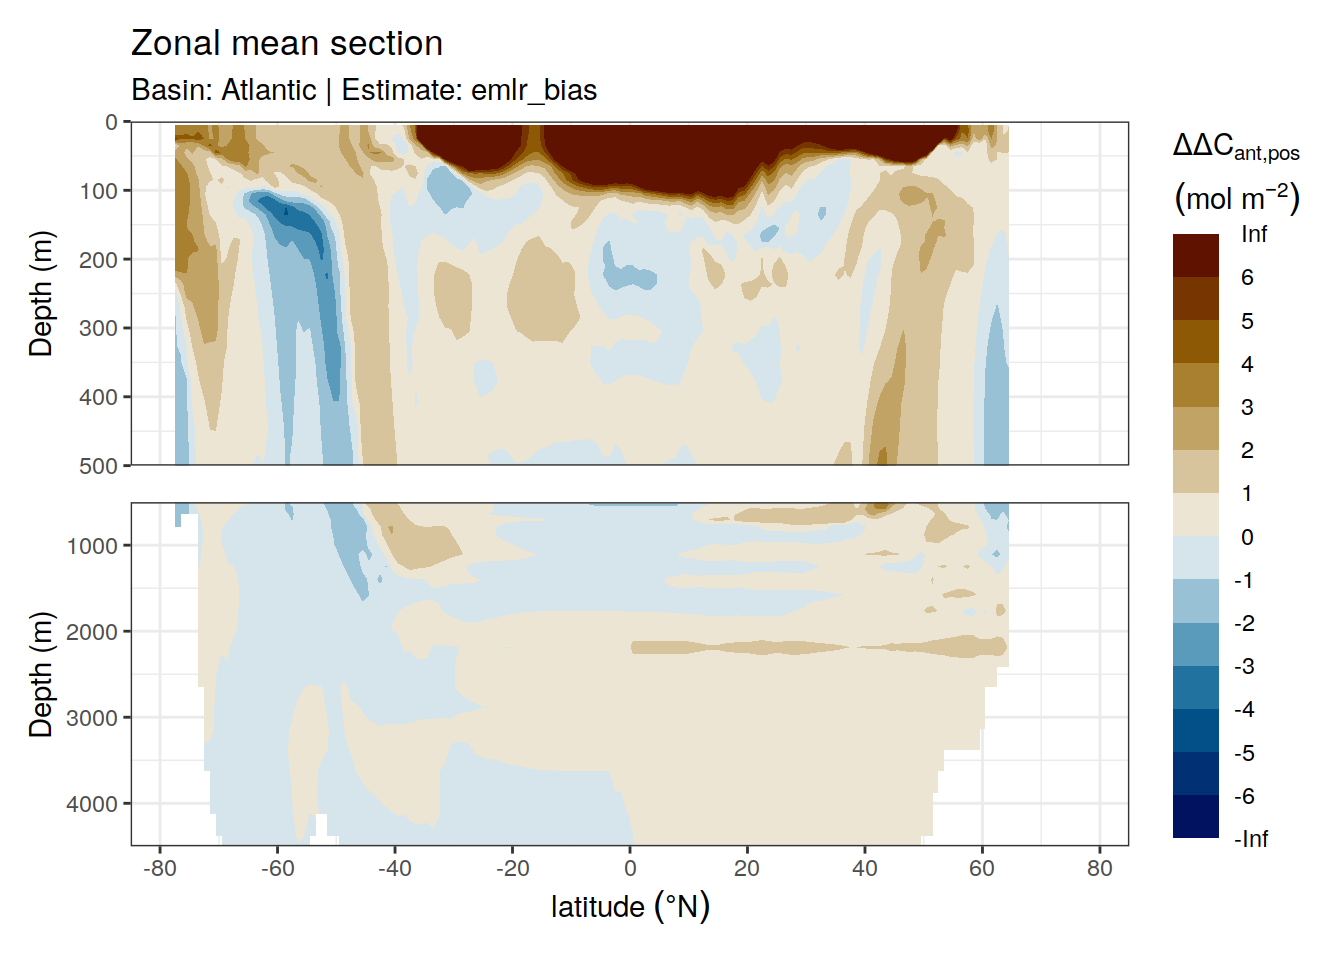 Zonal mean section
Basin: Atlantic | Estimate: emlr_bias
0
100
200
300
400
500
Depth (m)
1000
2000
3000
4000
Depth (m)
-80 -60 -40 -20 0 20 40 60 80
latitude (°N)
ΔΔCant,pos
(mol m−2)
Inf
6
5
4
3
2
1
0
-1
-2
-3
-4
-5
-6
-Inf